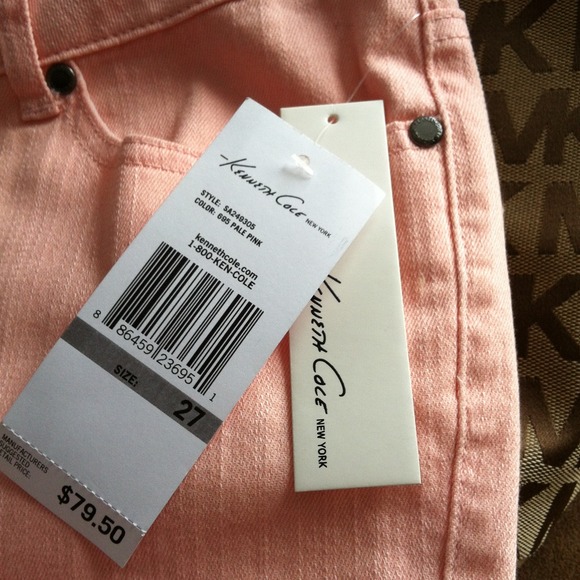 KENNETH COLE NEW YORK
STYLE: SA249305
COLOR: 695 PALE PINK
kennethcole.com
1-800-KEN-COLE
8 86459 23695 1
SIZE: 27
MANUFACTURERS
SUGGESTED
RETAIL PRICE:
$79.50
KENNETH COLE NEW YORK